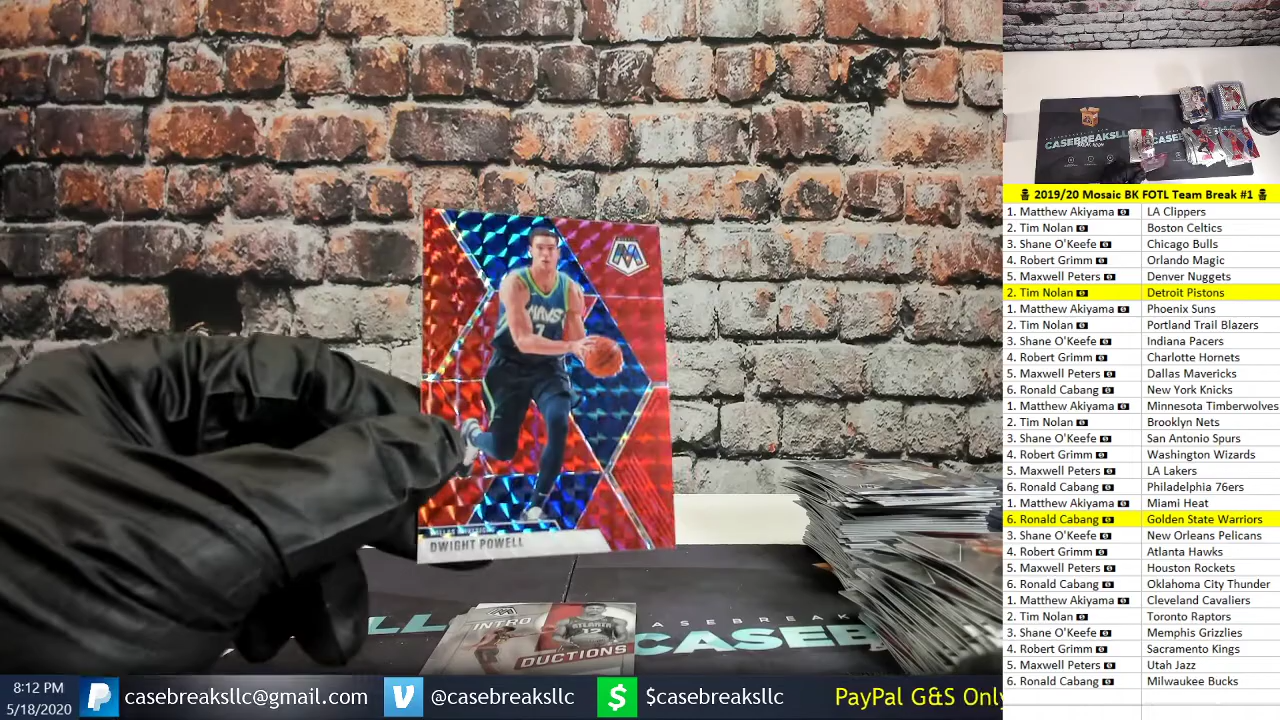 MAVS
7
DWIGHT POWELL
INTRO
DUCTIONS
ATLANTA
12
LL
CASEBREAK
CASEB
CASEBREAKSLL
CASE
2019/20 Mosaic BK FOTL Team Break #1
1. Matthew Akiyama LA Clippers
2. Tim Nolan Boston Celtics
3. Shane O'Keefe Chicago Bulls
4. Robert Grimm Orlando Magic
5. Maxwell Peters Denver Nuggets
2. Tim Nolan Detroit Pistons
1. Matthew Akiyama Phoenix Suns
2. Tim Nolan Portland Trail Blazers
3. Shane O'Keefe Indiana Pacers
4. Robert Grimm Charlotte Hornets
5. Maxwell Peters Dallas Mavericks
6. Ronald Cabang New York Knicks
1. Matthew Akiyama Minnesota Timberwolves
2. Tim Nolan Brooklyn Nets
3. Shane O'Keefe San Antonio Spurs
4. Robert Grimm Washington Wizards
5. Maxwell Peters LA Lakers
6. Ronald Cabang Philadelphia 76ers
1. Matthew Akiyama Miami Heat
6. Ronald Cabang Golden State Warriors
3. Shane O'Keefe New Orleans Pelicans
4. Robert Grimm Atlanta Hawks
5. Maxwell Peters Houston Rockets
6. Ronald Cabang Oklahoma City Thunder
1. Matthew Akiyama Cleveland Cavaliers
2. Tim Nolan Toronto Raptors
3. Shane O'Keefe Memphis Grizzlies
4. Robert Grimm Sacramento Kings
5. Maxwell Peters Utah Jazz
6. Ronald Cabang Milwaukee Bucks
8:12 PM
5/18/2020
casebreaksllc@gmail.com
@casebreaksllc
$casebreaksllc
PayPal G&S Only